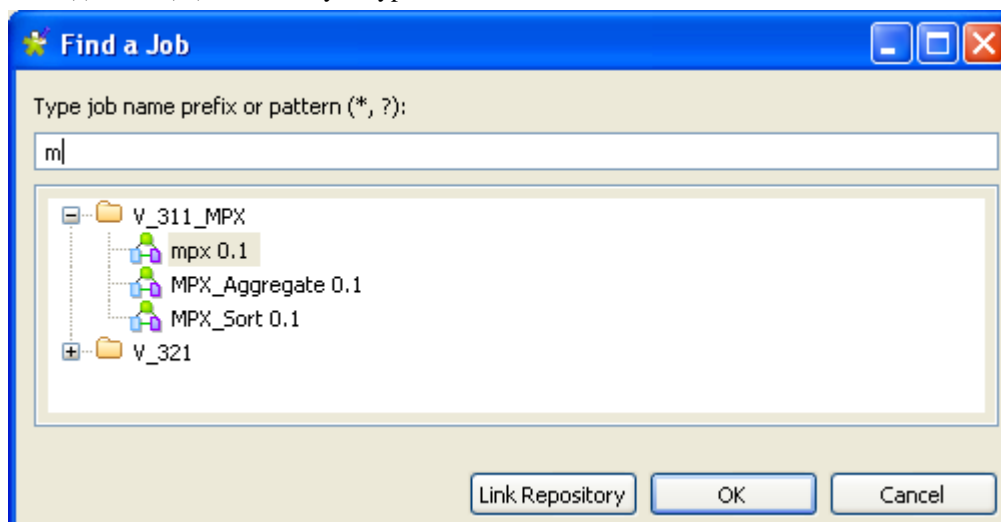 Find a Job
Type job name prefix or pattern (*, ?):
m
V_311_MPX
mpx 0.1
MPX_Aggregate 0.1
MPX_Sort 0.1
V_321
Link Repository OK Cancel